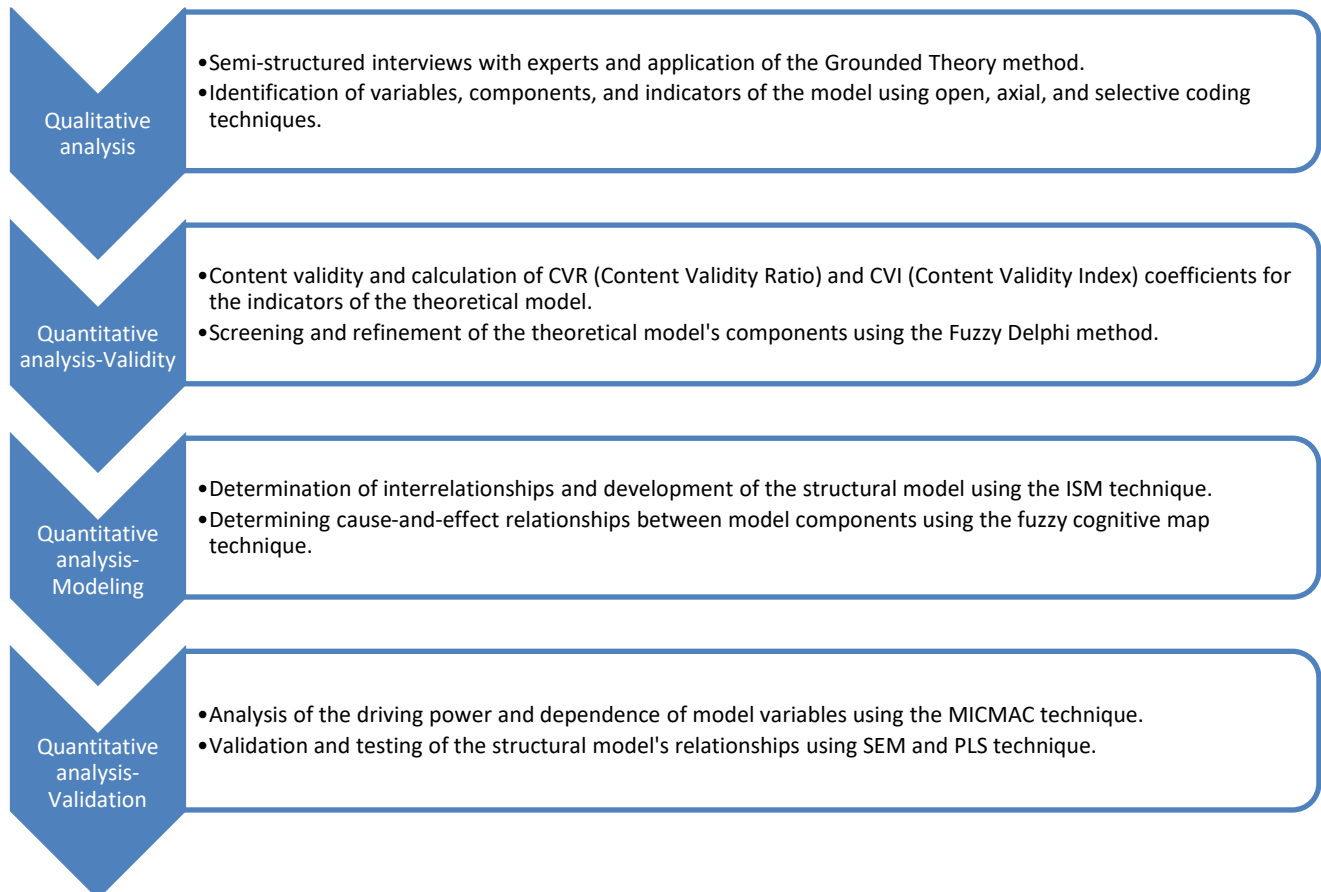 Qualitative
analysis
•Semi-structured interviews with experts and application of the Grounded Theory method.
•Identification of variables, components, and indicators of the model using open, axial, and selective coding
techniques.
Quantitative
analysis-Validity
•Content validity and calculation of CVR (Content Validity Ratio) and CVI (Content Validity Index) coefficients for
the indicators of the theoretical model.
•Screening and refinement of the theoretical model's components using the Fuzzy Delphi method.
Quantitative
analysis-
Modeling
•Determination of interrelationships and development of the structural model using the ISM technique.
•Determining cause-and-effect relationships between model components using the fuzzy cognitive map
technique.
Quantitative
analysis-
Validation
•Analysis of the driving power and dependence of model variables using the MICMAC technique.
•Validation and testing of the structural model's relationships using SEM and PLS technique.